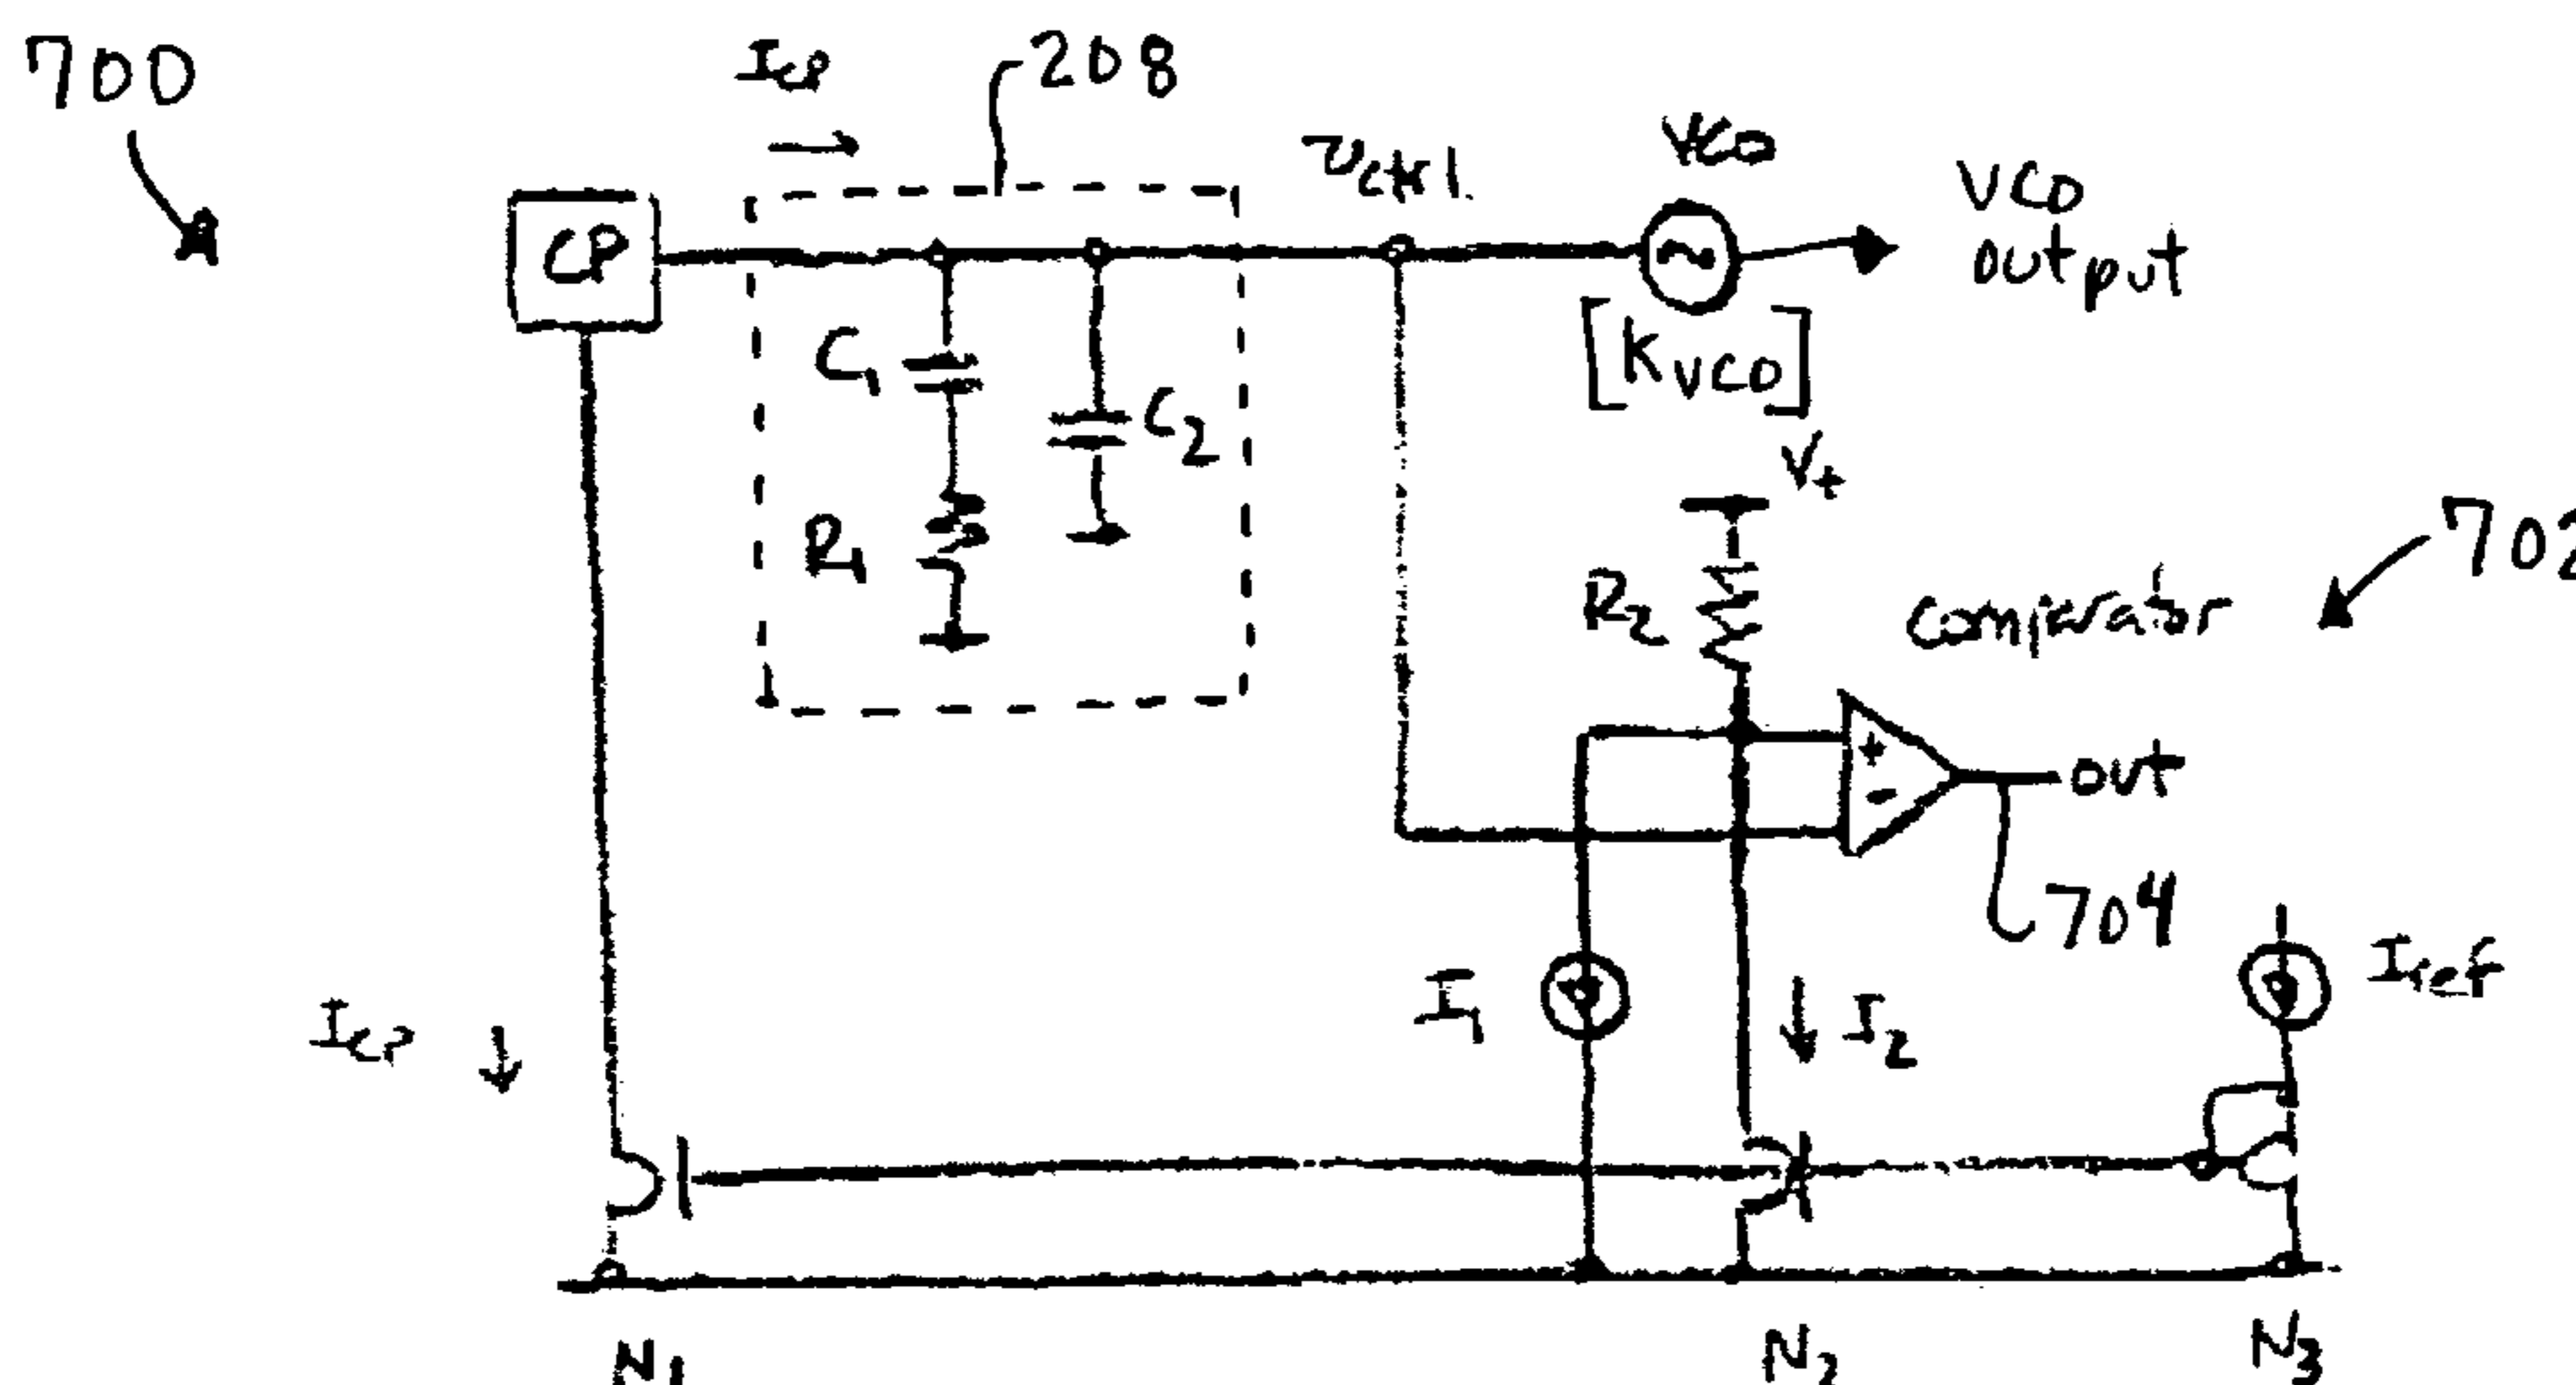 700
Icp
208
vctrl.
VCO
VCO
output
CP
C1
C2
[KVCO]
V+
R1
R2
comparator
702
+
-
out
704
I1
I2
Iref
Icp
N1
N2
N3